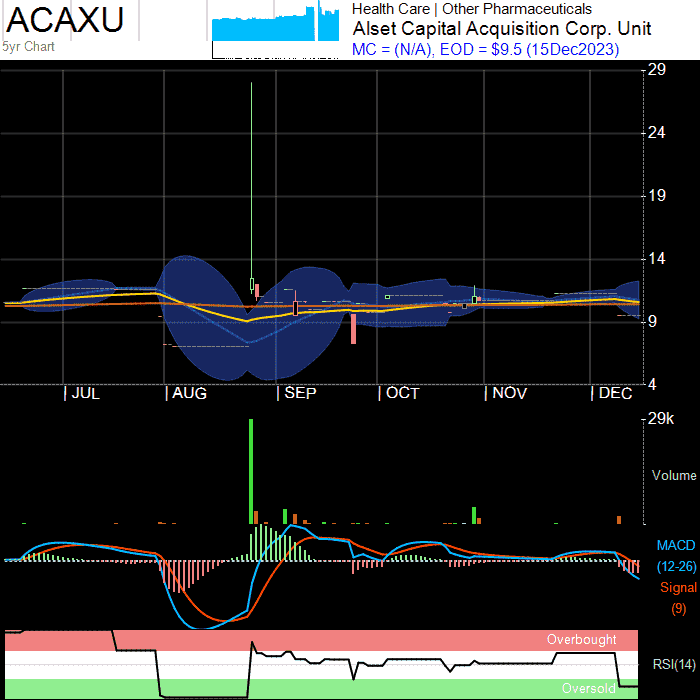 ACAXU
5yr Chart
Health Care | Other Pharmaceuticals
Alset Capital Acquisition Corp. Unit
MC = (N/A), EOD = $9.5 (15Dec2023)
29
24
19
14
9
4
| JUL | AUG | SEP | OCT | NOV | DEC
29k
Volume
MACD
(12-26)
Signal
(9)
Overbought
RSI(14)
Oversold